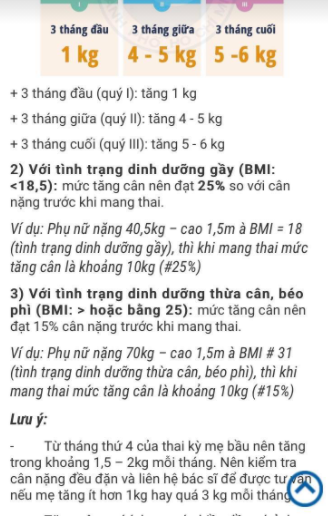 I II III
3 tháng đầu 3 tháng giữa 3 tháng cuối
1 kg 4 - 5 kg 5 -6 kg
+ 3 tháng đầu (quý I): tăng 1 kg
+ 3 tháng giữa (quý II): tăng 4 - 5 kg
+ 3 tháng cuối (quý III): tăng 5 - 6 kg
2) Với tình trạng dinh dưỡng gầy (BMI:
<18,5): mức tăng cân nên đạt 25% so với cân
nặng trước khi mang thai.
Ví dụ: Phụ nữ nặng 40,5kg – cao 1,5m à BMI = 18
(tình trạng dinh dưỡng gầy), thì khi mang thai mức
tăng cân là khoảng 10kg (#25%)
3) Với tình trạng dinh dưỡng thừa cân, béo
phì (BMI: > hoặc bằng 25): mức tăng cân nên
đạt 15% cân nặng trước khi mang thai.
Ví dụ: Phụ nữ nặng 70kg – cao 1,5m à BMI # 31
(tình trạng dinh dưỡng thừa cân, béo phì), thì khi
mang thai mức tăng cân là khoảng 10kg (#15%)
Lưu ý:
- Từ tháng thứ 4 của thai kỳ mẹ bầu nên tăng
trong khoảng 1,5 – 2kg mỗi tháng. Nên kiểm tra
cân nặng đều đặn và liên hệ bác sĩ để được tư vấn
nếu mẹ tăng ít hơn 1kg hay quá 3 kg mỗi tháng